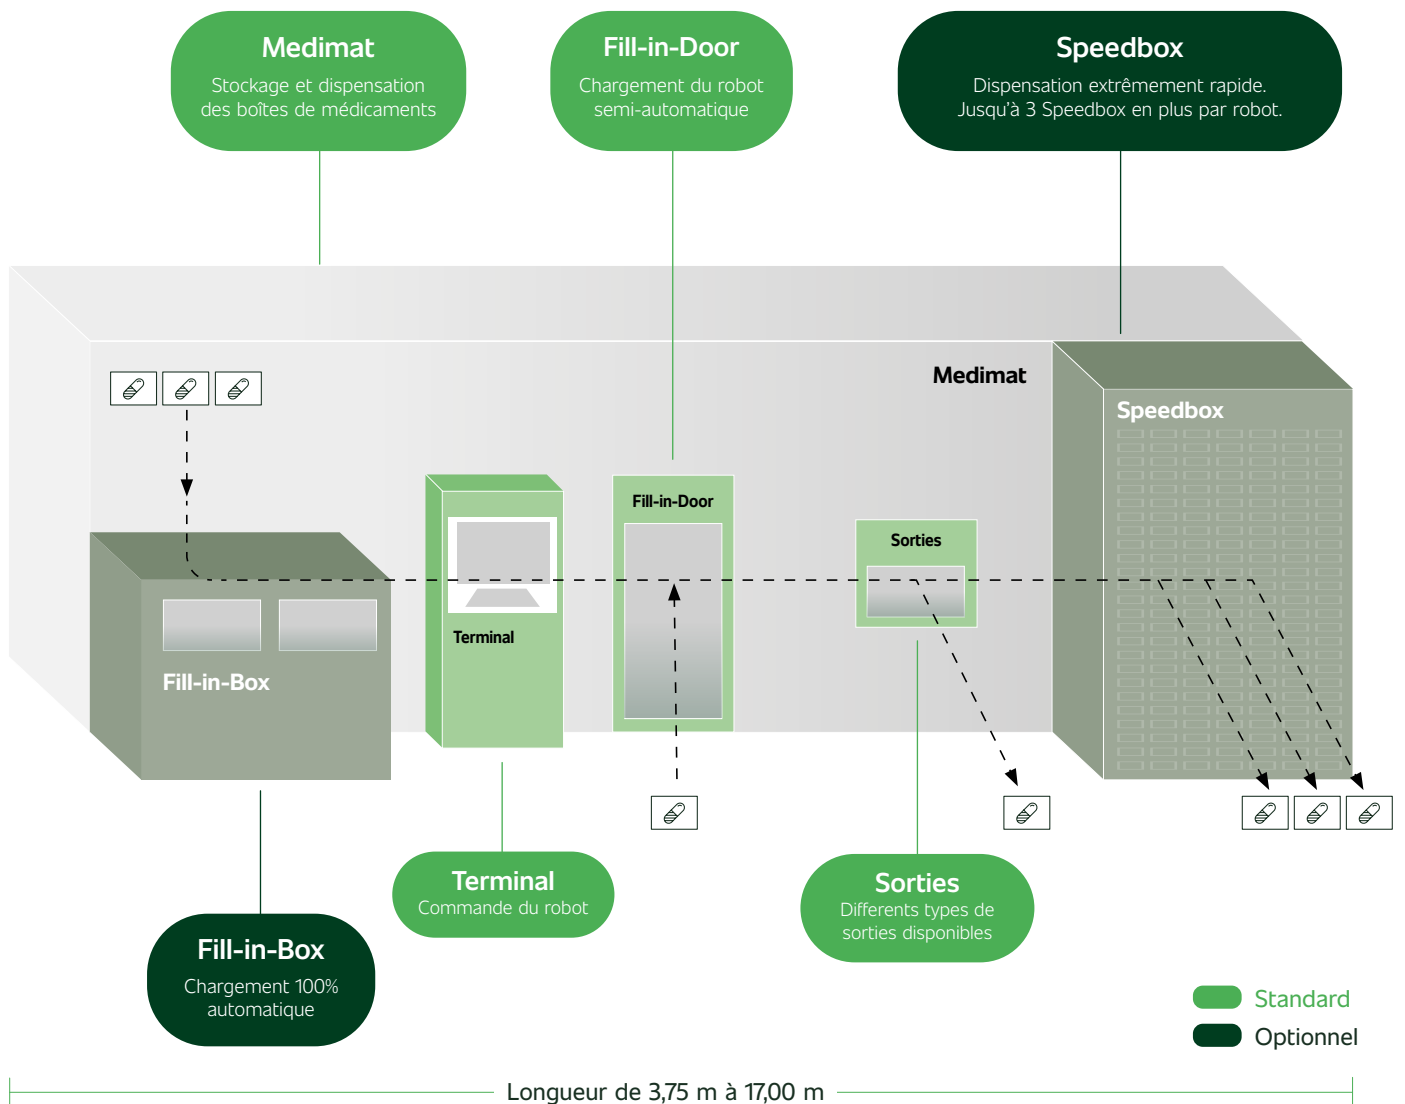 Medimat
Stockage et dispensation
des boîtes de médicaments
Fill-in-Door
Chargement du robot
semi-automatique
Speedbox
Dispensation extrêmement rapide.
Jusqu'à 3 Speedbox en plus par robot.
Medimat
Speedbox
Fill-in-Door
Sorties
Terminal
Fill-in-Box
Terminal
Commande du robot
Sorties
Differents types de
sorties disponibles
Fill-in-Box
Chargement 100%
automatique
Standard
Optionnel
Longueur de 3,75 m à 17,00 m